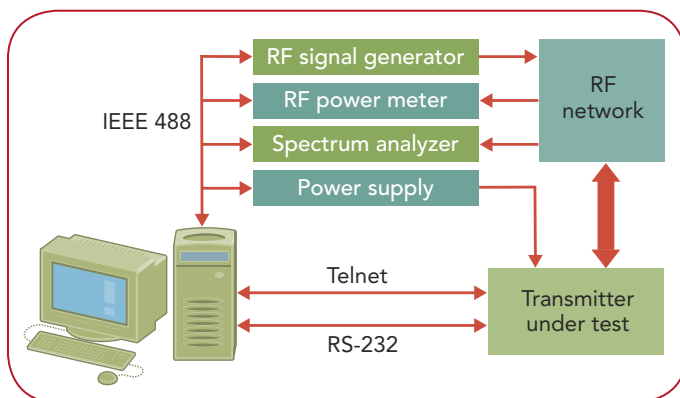 RF signal generator
RF power meter
Spectrum analyzer
Power supply
IEEE 488
RF
network
Telnet
RS-232
Transmitter
under test